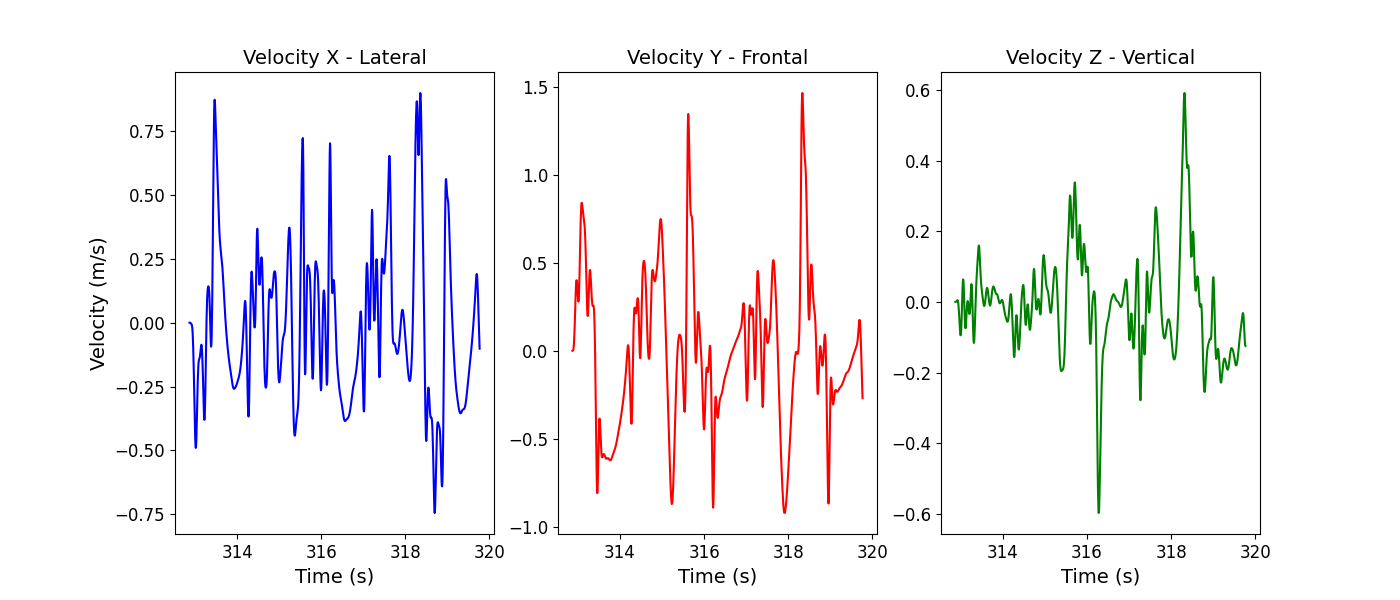 Velocity X - Lateral
Velocity Y - Frontal
Velocity Z - Vertical
Velocity (m/s)
0.75
0.50
0.25
0.00
−0.25
−0.50
−0.75
314 316 318 320
Time (s)
1.5
1.0
0.5
0.0
−0.5
−1.0
314 316 318 320
Time (s)
0.6
0.4
0.2
0.0
−0.2
−0.4
−0.6
314 316 318 320
Time (s)